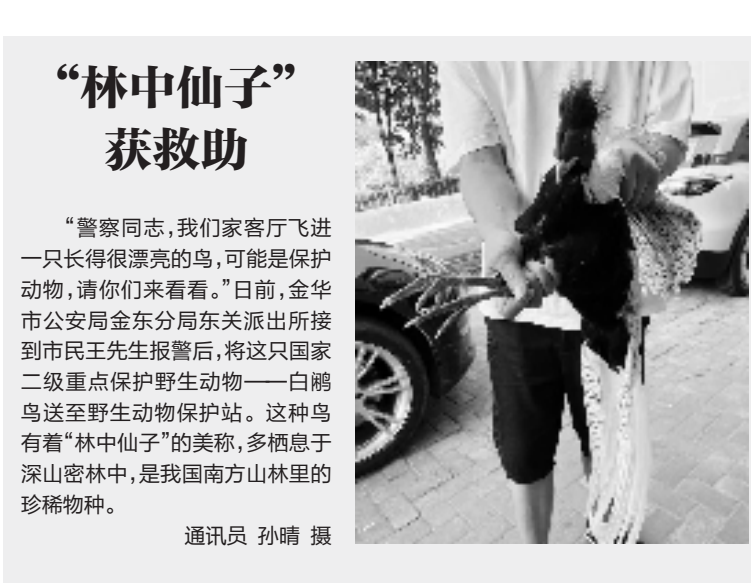 “林中仙子”
获救助
“警察同志，我们家客厅飞进
一只长得很漂亮的鸟，可能是保护
动物，请你们来看看。”日前，金华
市公安局金东分局东关派出所接
到市民王先生报警后，将这只国家
二级重点保护野生动物——白鹇
鸟送至野生动物保护站。这种鸟
有着“林中仙子”的美称，多栖息于
深山密林中，是我国南方山林里的
珍稀物种。
通讯员 孙晴 摄